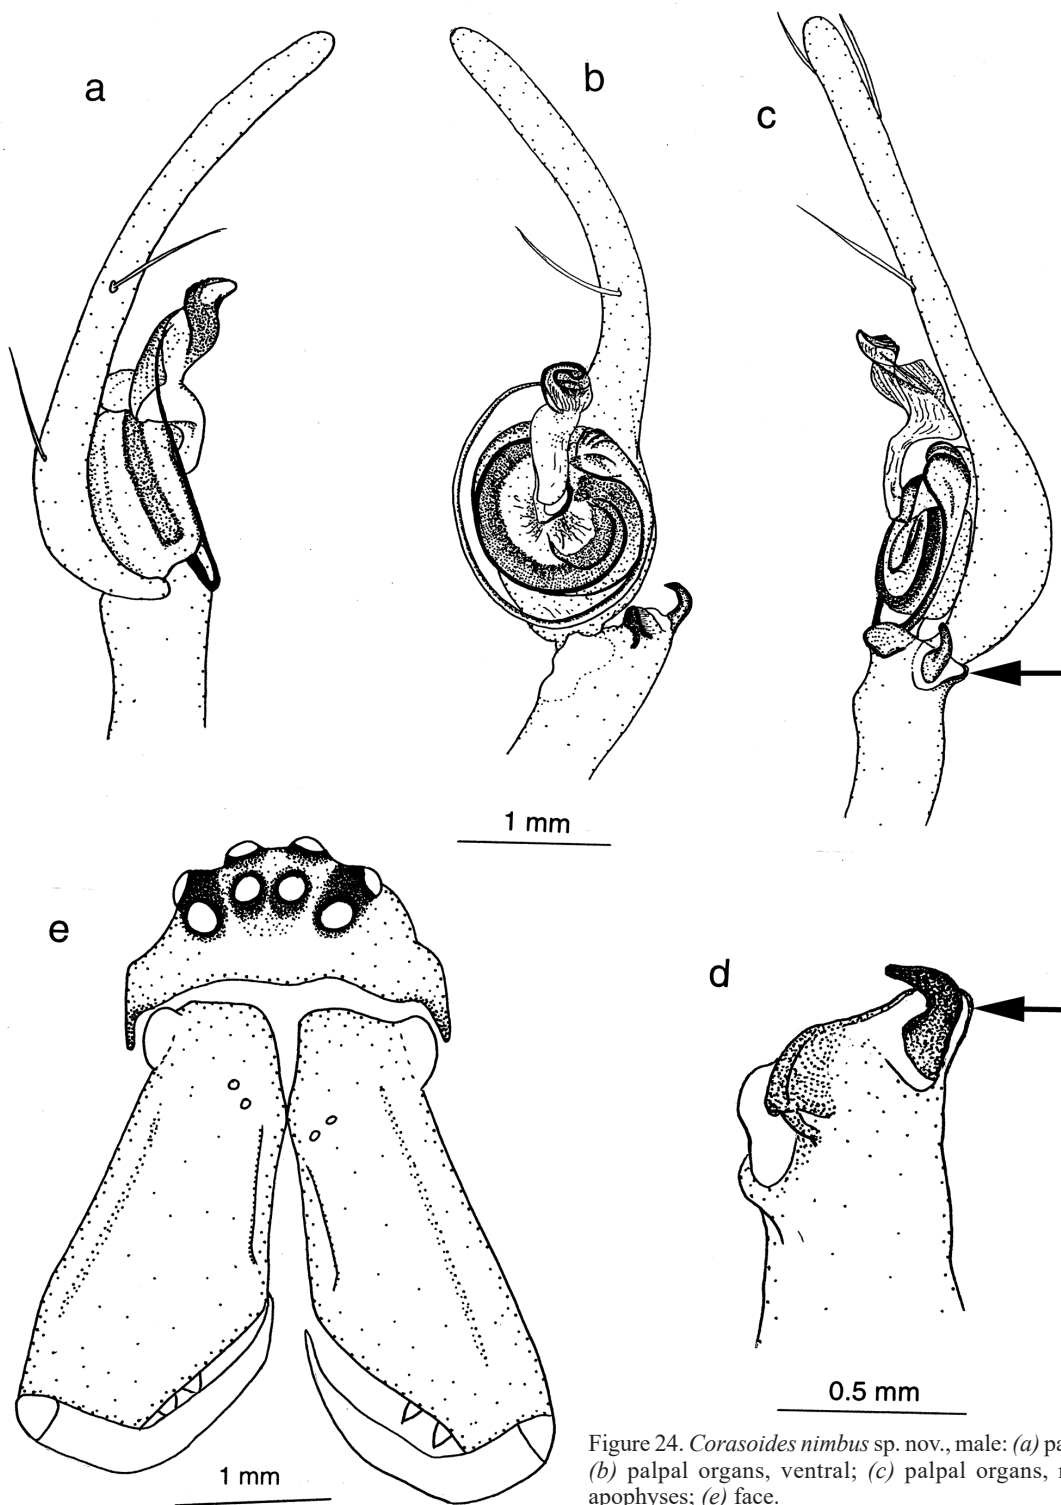 a
b
c
1 mm
e
d
0.5 mm
1 mm
Figure 24. Corasoides nimbus sp. nov., male: (a)
(b) palpal organs, ventral; (c) palpal organs,
apophyses; (e) face.